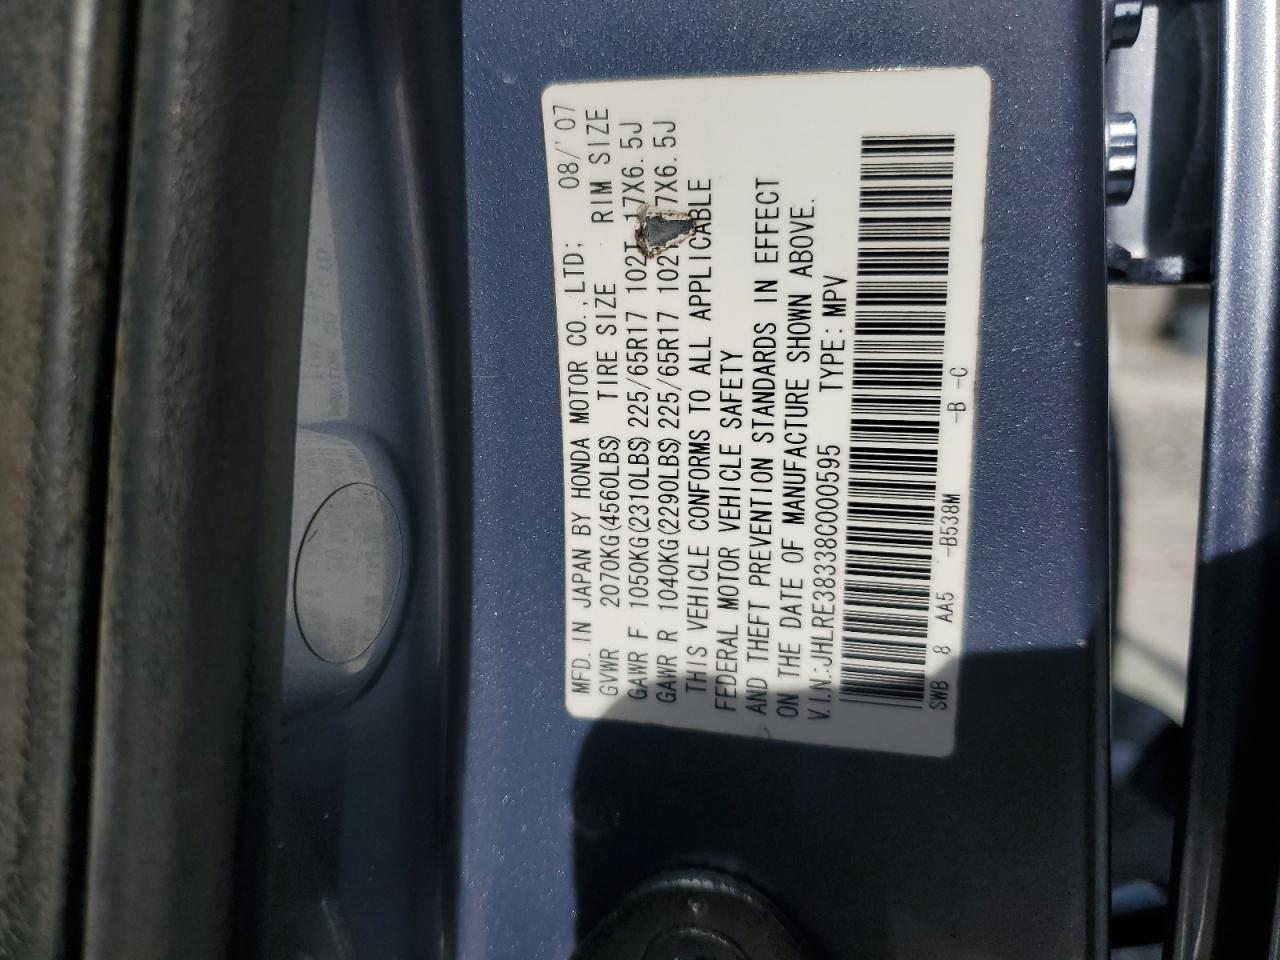 MFD. IN JAPAN BY HONDA MOTOR CO.,LTD: 08/'07
GVWR 2070KG(4560LBS) TIRE SIZE RIM SIZE
GAWR F 1050KG(2310LBS)225/65R17 102T 17X6.5J
GAWR R 1040KG(2290LBS)225/65R17 7X6.5J
THIS VEHICLE CONFORMS TO ALL APPLICABLE
FEDERAL MOTOR VEHICLE SAFETY
AND THEFT PREVENTION STANDARDS IN EFFECT
ON THE DATE OF MANUFACTURE SHOWN ABOVE.
V.I.N.:JHLRE38338C000595 TYPE:MPV
SWB 8 AA5 -B538M -B -C